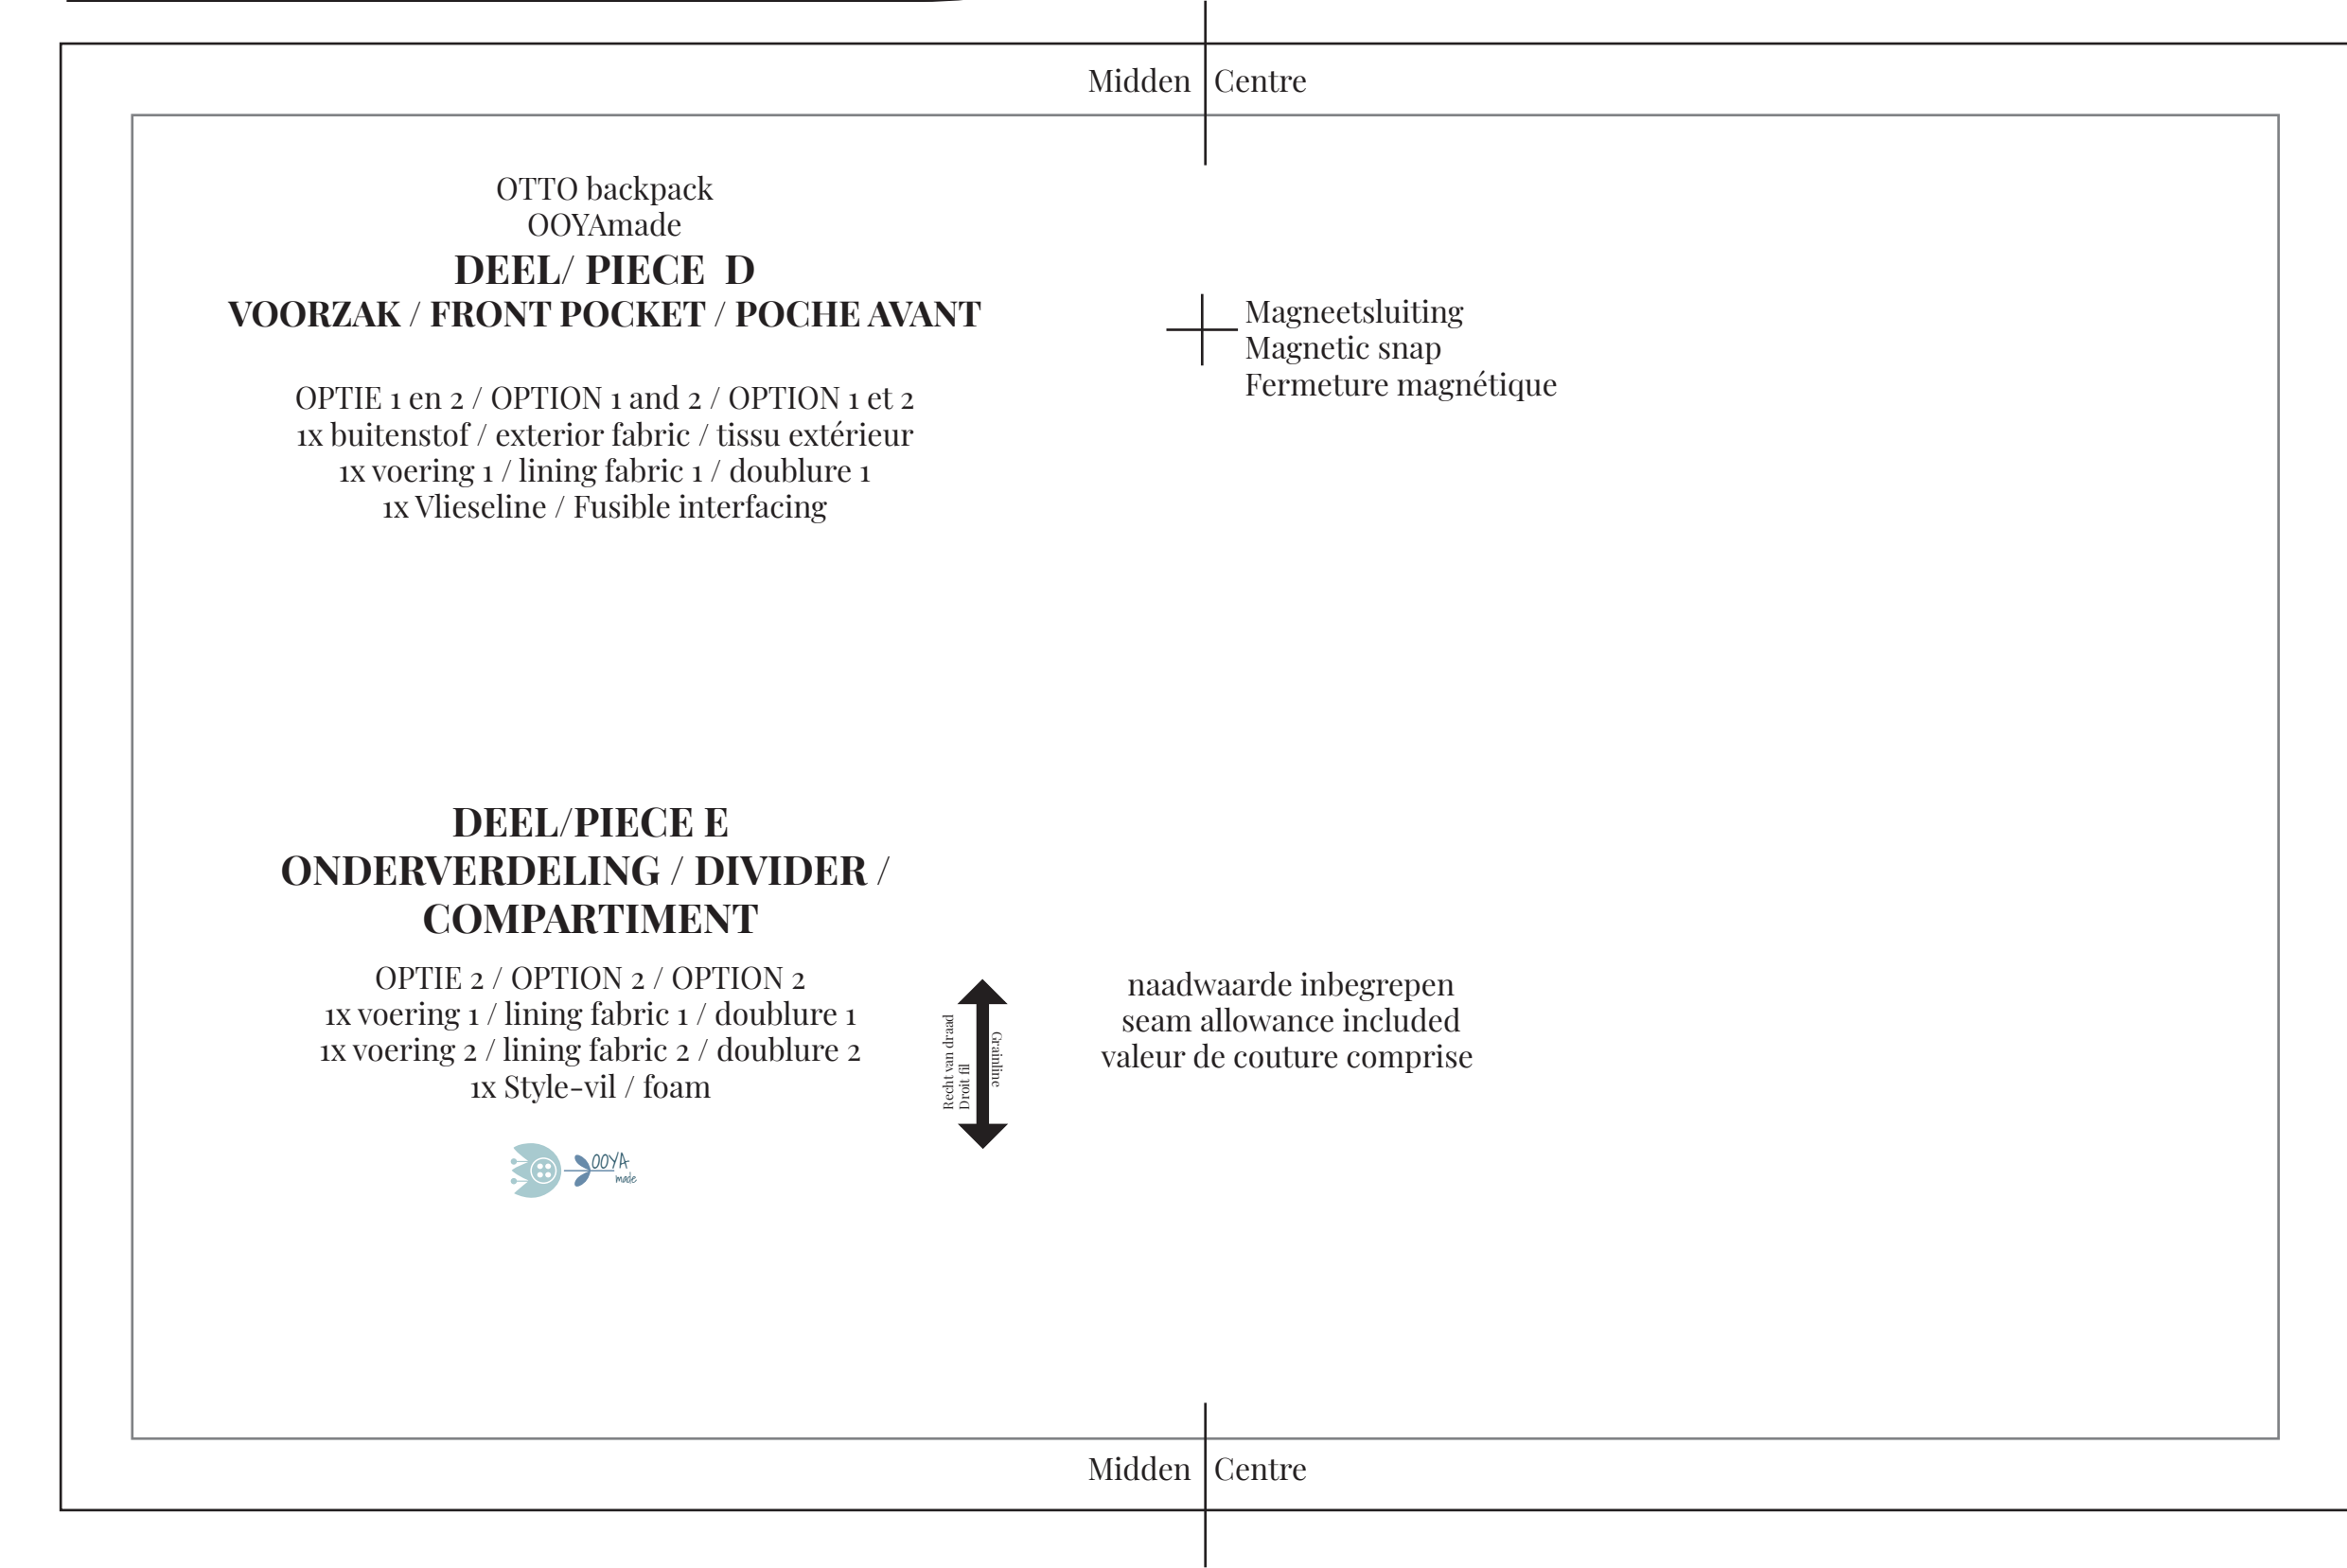 Midden Centre
OTTO backpack
OOYAmade
DEEL/ PIECE D
VOORZAK / FRONT POCKET / POCHE AVANT
Magneetsluiting
Magnetic snap
Fermeture magnétique
OPTIE 1 en 2 / OPTION 1 and 2 / OPTION 1 et 2
1x buitenstof / exterior fabric / tissu extérieur
1x voering 1 / lining fabric 1 / doublure 1
1x Vlieseline / Fusible interfacing
DEEL/PIECE E
ONDERVERDELING / DIVIDER /
COMPARTIMENT
OPTIE 2 / OPTION 2 / OPTION 2
1x voering 1 / lining fabric 1 / doublure 1
1x voering 2 / lining fabric 2 / doublure 2
1x Style-vil / foam
Recht van draad
Droit fil
Grainline
naadwaarde inbegrepen
seam allowance included
valeur de couture comprise
OOYA
made
Midden Centre